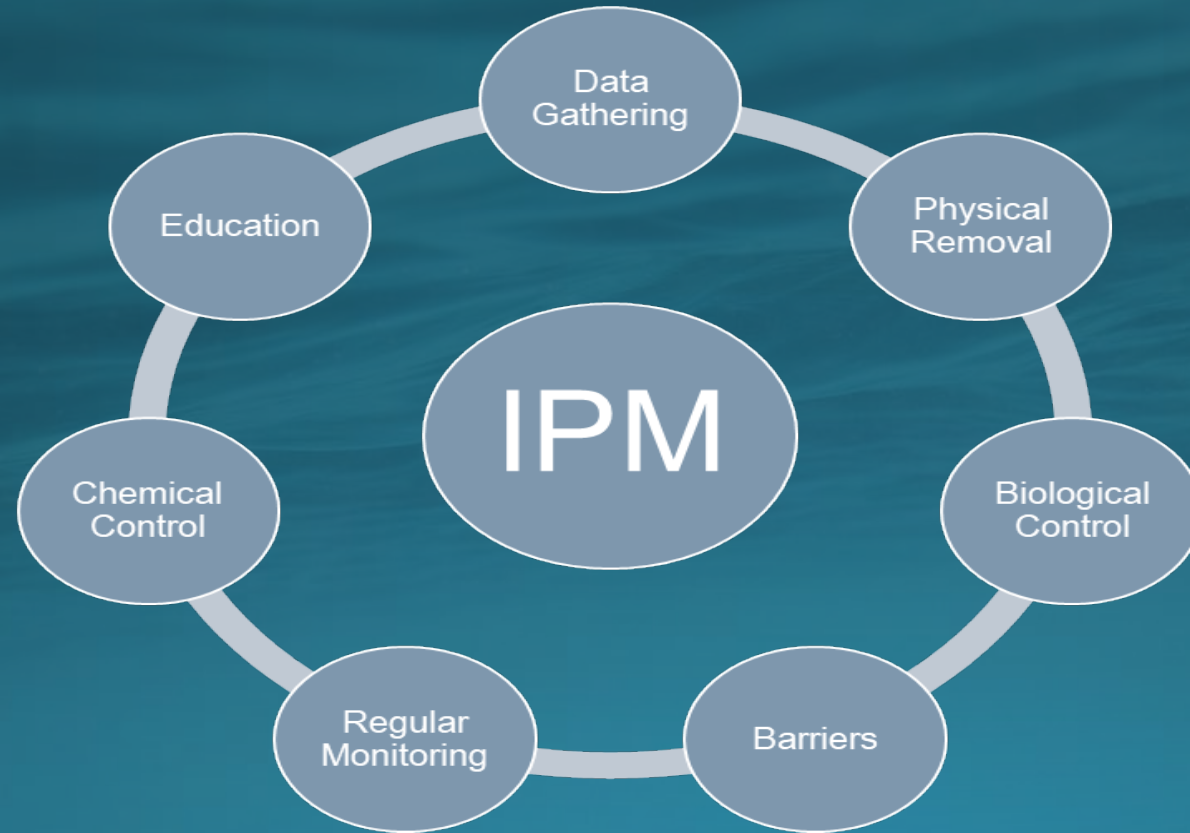 Data
Gathering
Physical
Removal
Biological
Control
Barriers
Regular
Monitoring
Chemical
Control
Education
IPM